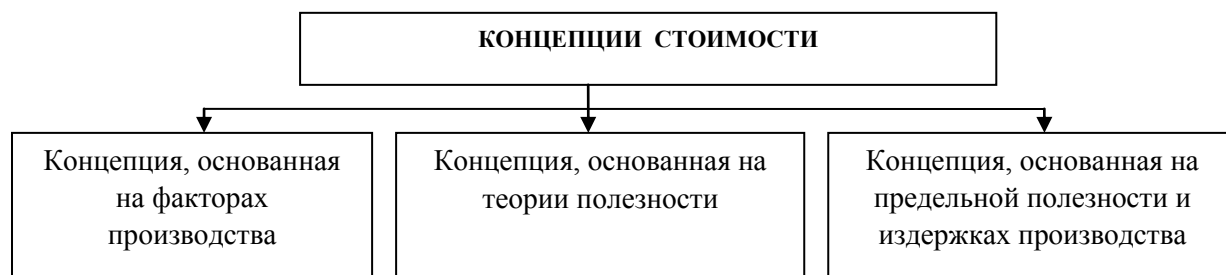 КОНЦЕПЦИИ СТОИМОСТИ
Концепция, основанная
на факторах
производства
Концепция, основанная на
теории полезности
Концепция, основанная на
предельной полезности и
издержках производства